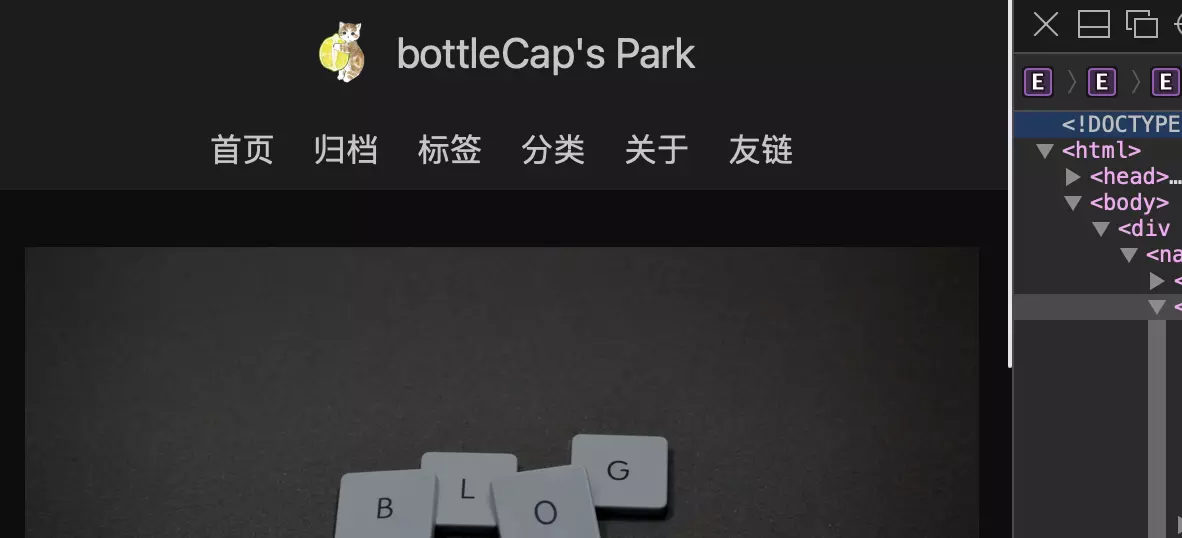 bottleCap's Park
首页 归档 标签 分类 关于 友链
B L O G
E E E
<!DOCTYPE
<html>
<head>…
<body>
<div
<na
<
<